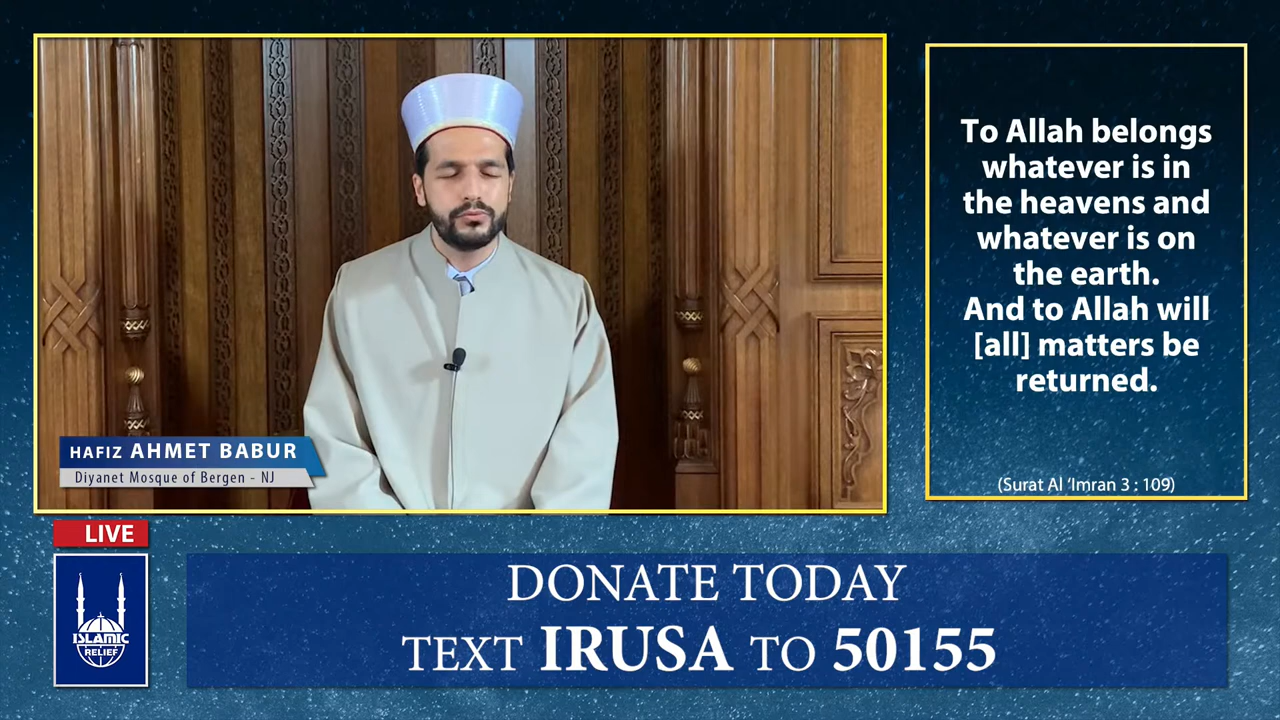 To Allah belongs
whatever is in
the heavens and
whatever is on
the earth.
And to Allah will
[all] matters be
returned.
(Surat Al ‘Imran 3 : 109)
HAFIZ AHMET BABUR
Diyanet Mosque of Bergen - NJ
LIVE
ISLAMIC
RELIEF
DONATE TODAY
TEXT IRUSA TO 50155